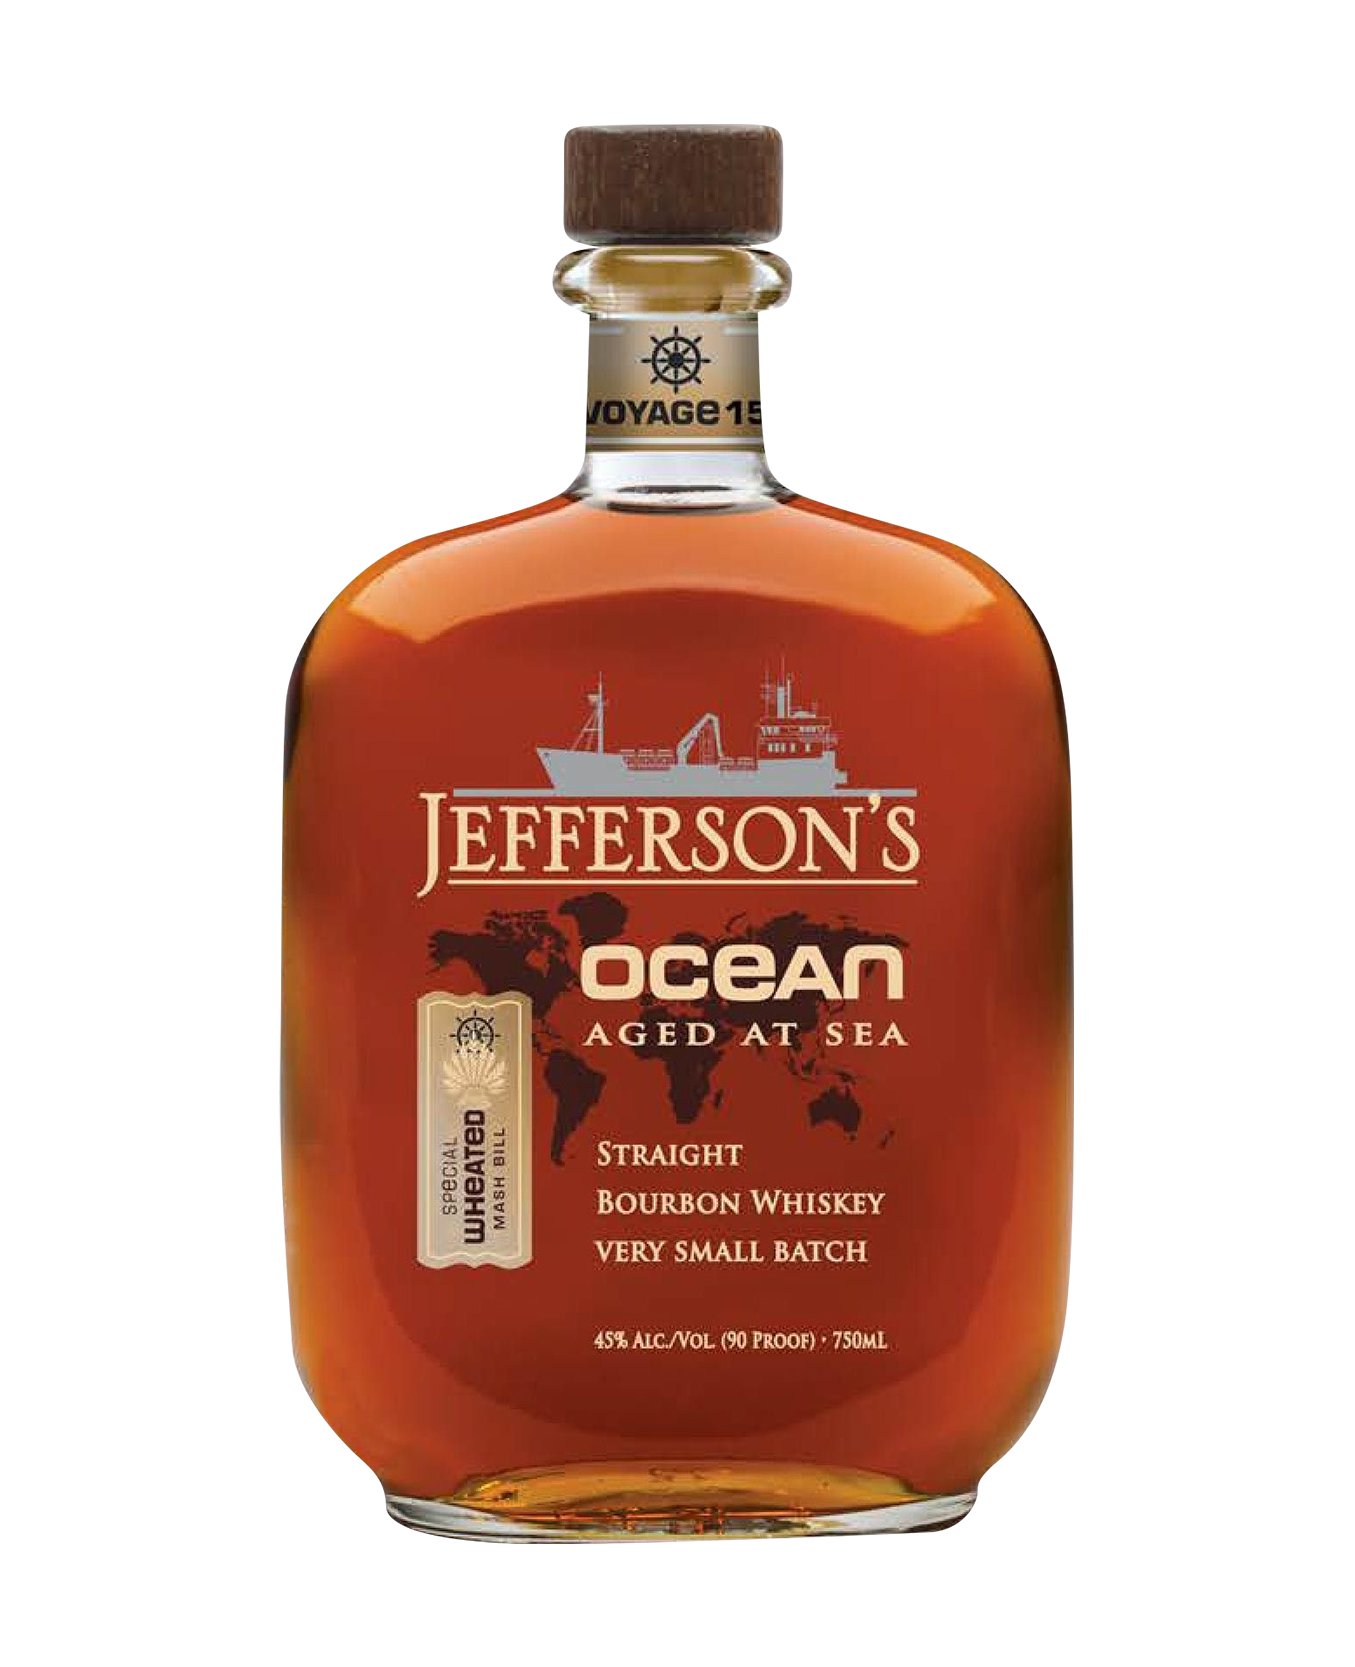 VOYAGE 15
JEFFERSON'S
OCEAN
AGED AT SEA
SPECIAL
WHEATED
MASH BILL
STRAIGHT
BOURBON WHISKEY
VERY SMALL BATCH
45% ALC./VOL. (90 PROOF) • 750ML